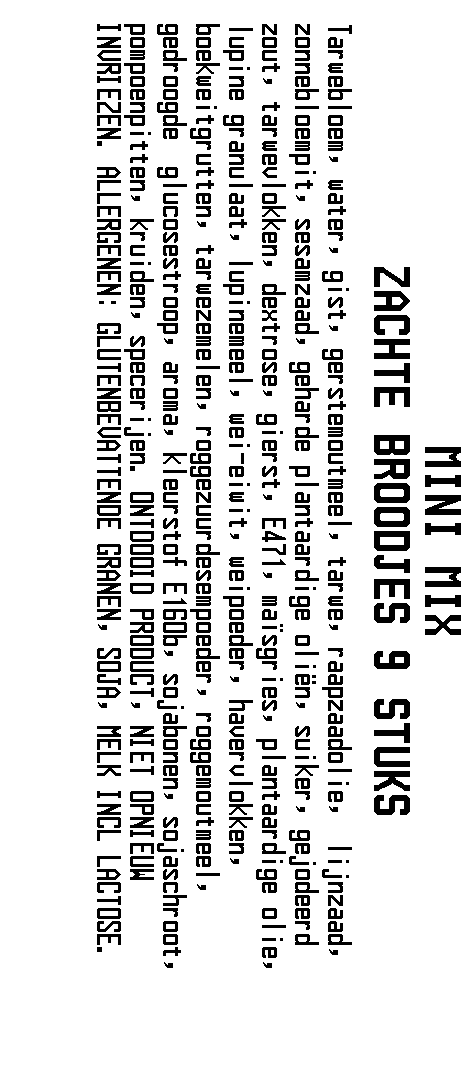 MINI MIX
ZACHTE BROODJES 9 STUKS
Tarwebloem, water, gist, gerstemoutmeel, tarwe, raapzaadolie, lijnzaad,
zonnebloempit, sesamzaad, geharde plantaardige oliën, suiker, gejodeerd
zout, tarwevlokken, dextrose, gierst, E471, maïsgries, plantaardige olie,
lupine granulaat, lupinemeel, wei-eiwit, weipoeder, havervlokken,
boekweitgrutten, tarwezemelen, roggezuurdesempoeder, roggemoutmeel,
gedroogde glucosestroop, aroma, kleurstof E160b, sojabonen, sojaschroot,
pompoenpitten, kruiden, specerijen. ONTDOOID PRODUCT, NIET OPNIEUW
INVRIEZEN. ALLERGENEN: GLUTENBEVATTENDE GRANEN, SOJA, MELK INCL LACTOSE.